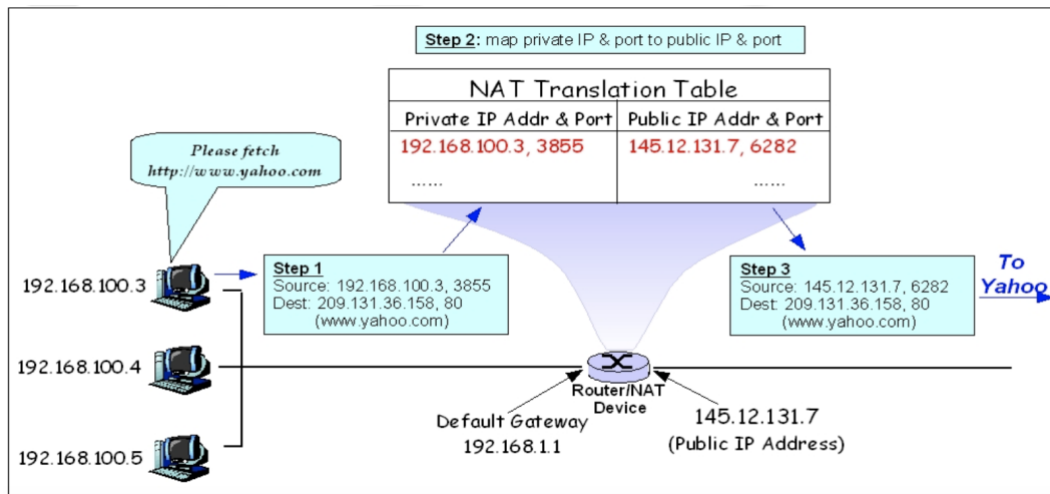 Step 2: map private IP & port to public IP & port
NAT Translation Table
Private IP Addr & Port
Public IP Addr & Port
192.168.100.3, 3855
145.12.131.7, 6282
......
......
Please fetch
http://www.yahoo.com
192.168.100.3
Step 1
Source: 192.168.100.3, 3855
Dest: 209.131.36.158, 80
(www.yahoo.com)
Step 3
Source: 145.12.131.7, 6282
Dest: 209.131.36.158, 80
(www.yahoo.com)
To
Yahoo
192.168.100.4
Router/NAT
Device
Default Gateway
192.168.1.1
145.12.131.7
(Public IP Address)
192.168.100.5